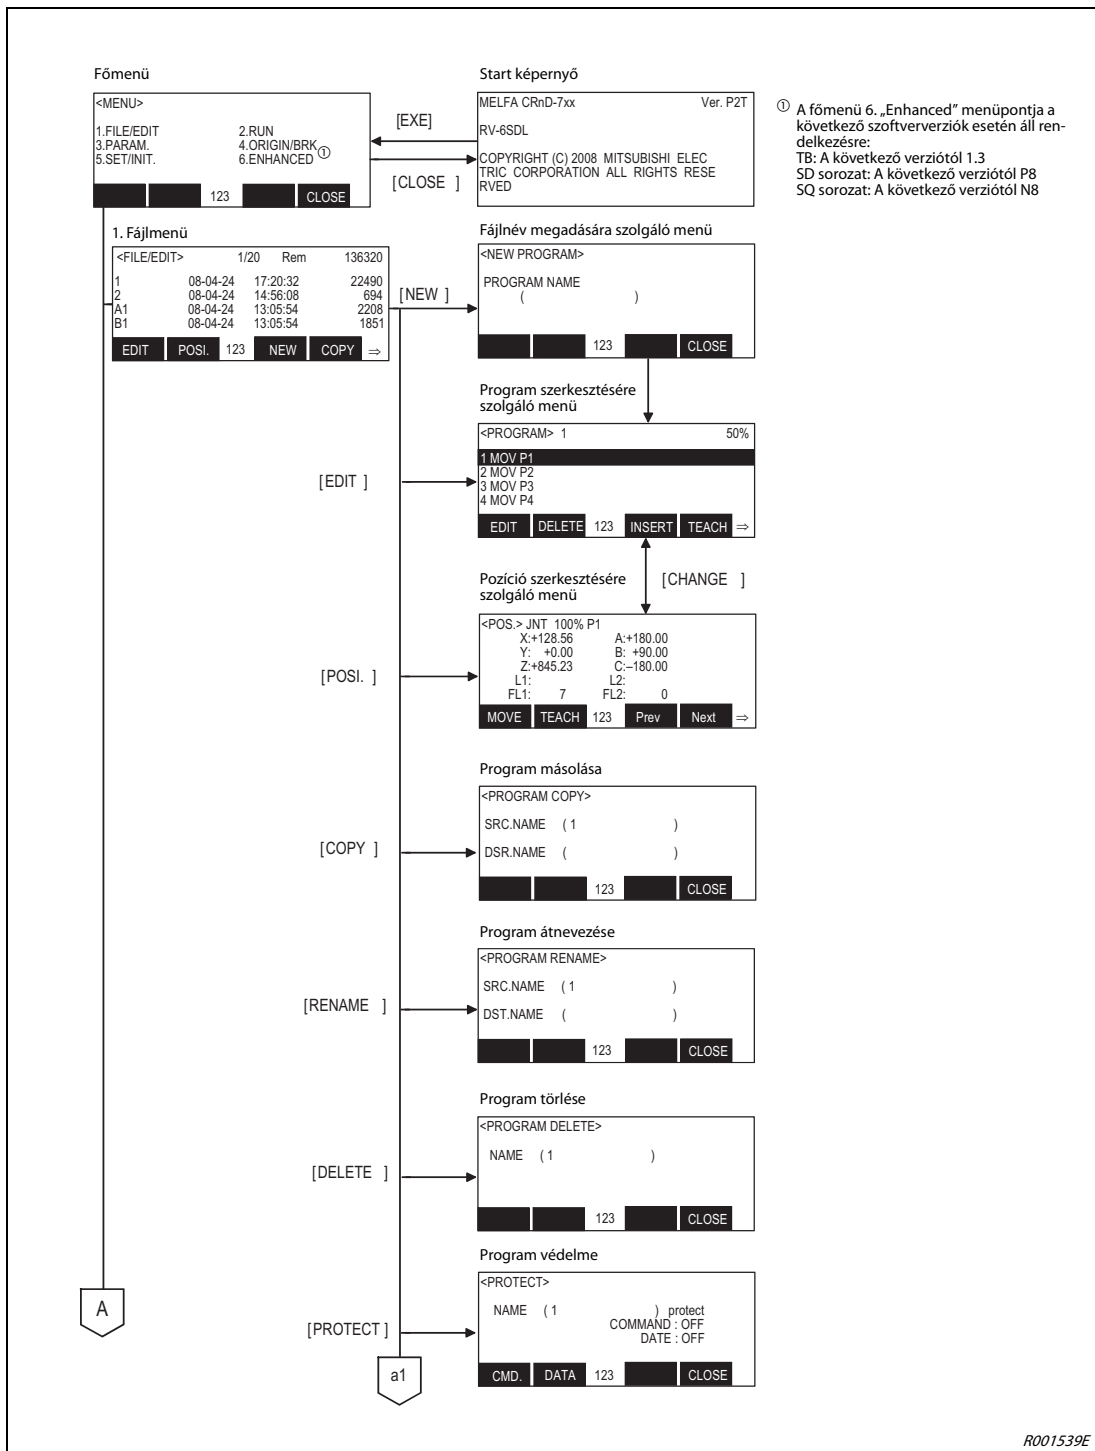 Főmenü
<MENU>
1.FILE/EDIT 2.RUN
3.PARAM. 4.ORIGIN/BRK ①
5.SET/INIT. 6.ENHANCED
123 CLOSE
[EXE]
[CLOSE ]
Start képernyő
MELFA CRnD-7xx Ver. P2T
RV-6SDL
COPYRIGHT (C) 2008 MITSUBISHI ELEC
TRIC CORPORATION ALL RIGHTS RESE
RVED
① A főmenü 6. „Enhanced” menüpontja a
következő szoftververziók esetén áll ren-
delkezésre:
TB: A következő verziótól 1.3
SD sorozat: A következő verziótól P8
SQ sorozat: A következő verziótól N8
1. Fájlmenü
<FILE/EDIT> 1/20 Rem 136320
1 08-04-24 17:20:32 22490
2 08-04-24 14:56:08 694
A1 08-04-24 13:05:54 2208
B1 08-04-24 13:05:54 1851
EDIT POSI. 123 NEW COPY ⇒
[NEW ]
Fájlnév megadására szolgáló menü
<NEW PROGRAM>
PROGRAM NAME
( )
123 CLOSE
Program szerkesztésére
szolgáló menü
<PROGRAM> 1 50%
1 MOV P1
2 MOV P2
3 MOV P3
4 MOV P4
EDIT DELETE 123 INSERT TEACH ⇒
[EDIT ]
[CHANGE ]
Pozíció szerkesztésére
szolgáló menü
<POS.> JNT 100% P1
X:+128.56 A:+180.00
Y: +0.00 B: +90.00
Z:+845.23 C:–180.00
L1: L2:
FL1: 7 FL2: 0
MOVE TEACH 123 Prev Next ⇒
[POSI. ]
Program másolása
<PROGRAM COPY>
SRC.NAME ( 1 )
DSR.NAME ( )
123 CLOSE
[COPY ]
Program átnevezése
<PROGRAM RENAME>
SRC.NAME ( 1 )
DST.NAME ( )
123 CLOSE
[RENAME ]
Program törlése
<PROGRAM DELETE>
NAME ( 1 )
123 CLOSE
[DELETE ]
Program védelme
<PROTECT>
NAME ( 1 ) protect
COMMAND : OFF
DATE : OFF
CMD. DATA 123 CLOSE
[PROTECT ]
A
a1
R001539E